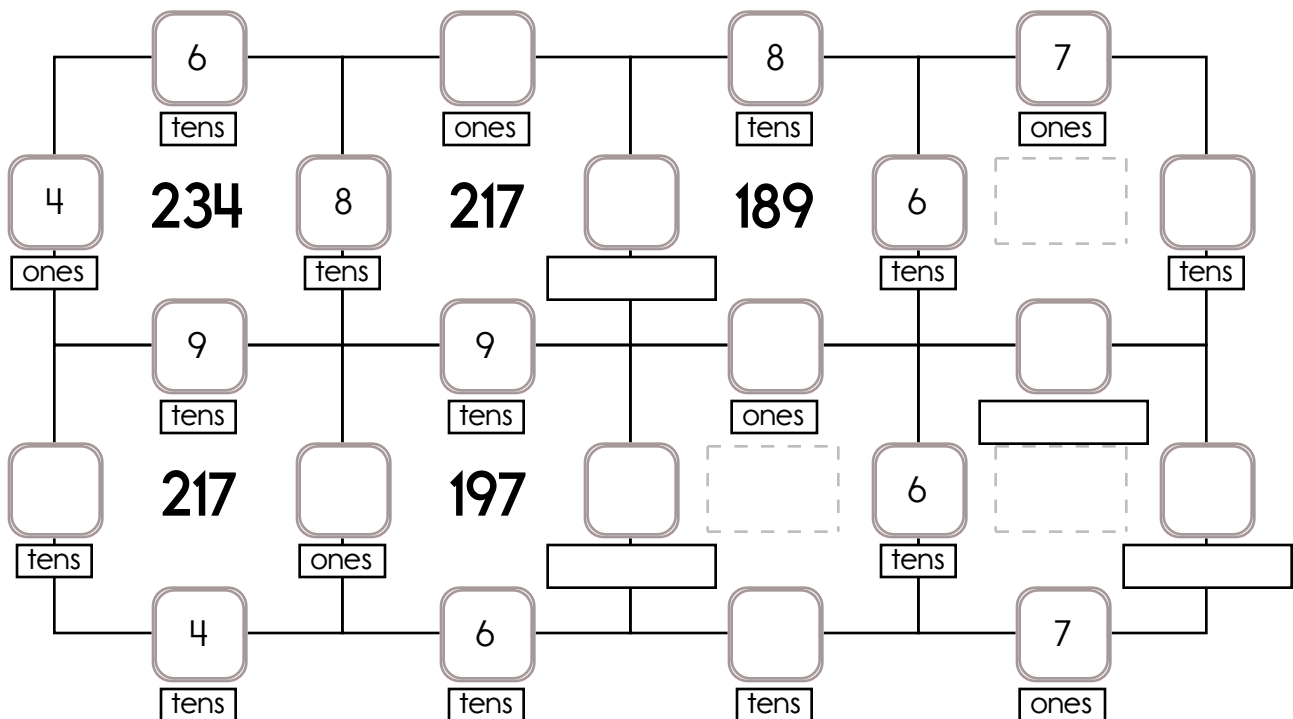 6 8 7
tens ones tens ones
4 234 8 217 189 6
ones tens tens tens
9 9
tens tens ones
217 197 6
tens ones tens
4 6 7
tens tens tens ones